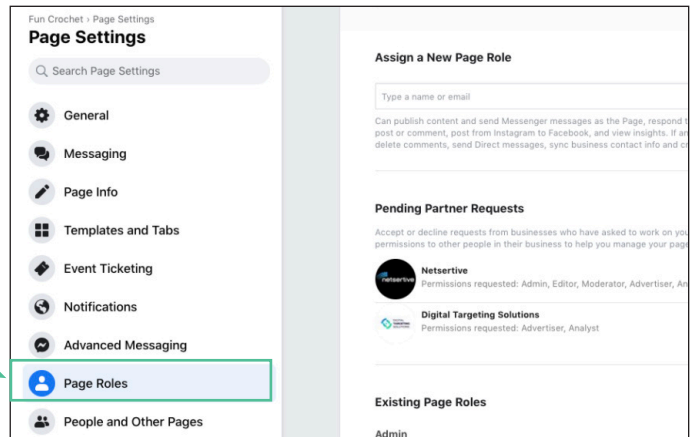 Fun Crochet › Page Settings
Page Settings
Search Page Settings
General
Messaging
Page Info
Templates and Tabs
Event Ticketing
Notifications
Advanced Messaging
Page Roles
People and Other Pages
Assign a New Page Role
Type a name or email
Can publish content and send Messenger messages as the Page, respond t
post or comment, post from Instagram to Facebook, and view insights. If an
delete comments, send Direct messages, sync business contact info and cr
Pending Partner Requests
Accept or decline requests from businesses who have asked to work on you
permissions to other people in their business to help you manage your page
netsertive
Netsertive
Permissions requested: Admin, Editor, Moderator, Advertiser, An
Digital Targeting Solutions
Permissions requested: Advertiser, Analyst
Existing Page Roles
Admin